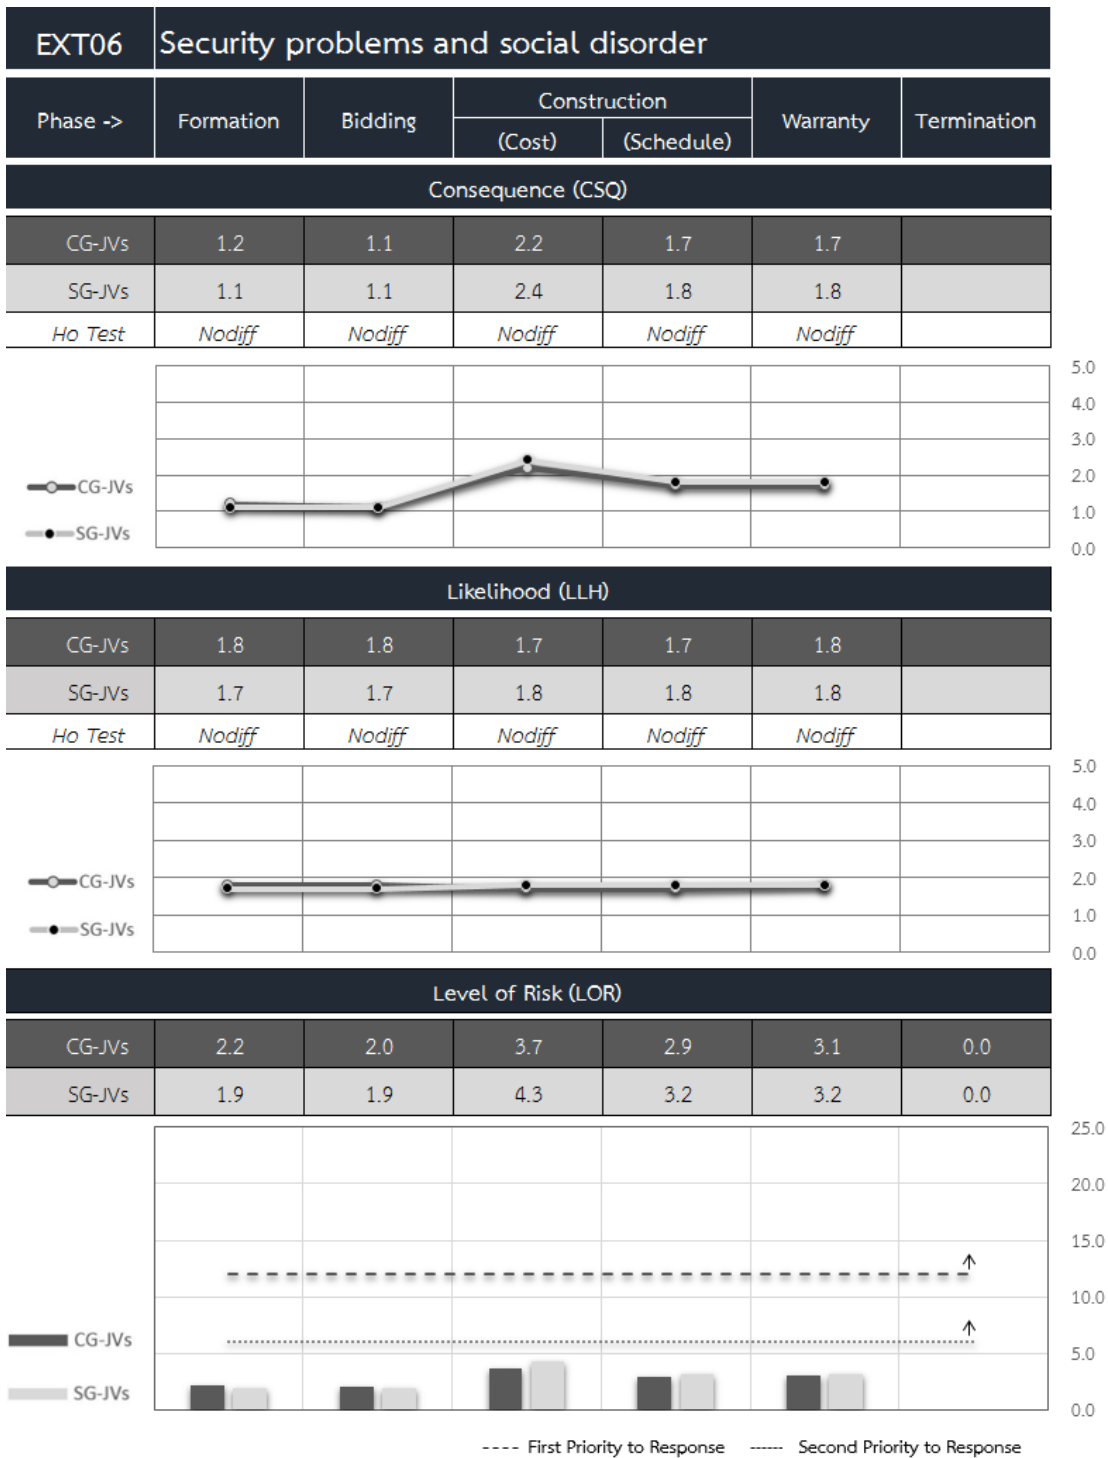 EXT06 Security problems and social disorder
Phase -> Formation Bidding Construction Warranty Termination
(Cost) (Schedule)
Consequence (CSQ)
CG-JVs 1.2 1.1 2.2 1.7 1.7
SG-JVs 1.1 1.1 2.4 1.8 1.8
Ho Test Nodiff Nodiff Nodiff Nodiff Nodiff
5.0
4.0
3.0
2.0
CG-JVs
1.0
SG-JVs
0.0
Likelihood (LLH)
CG-JVs 1.8 1.8 1.7 1.7 1.8
SG-JVs 1.7 1.7 1.8 1.8 1.8
Ho Test Nodiff Nodiff Nodiff Nodiff Nodiff
5.0
4.0
3.0
2.0
CG-JVs
1.0
SG-JVs
0.0
Level of Risk (LOR)
CG-JVs 2.2 2.0 3.7 2.9 3.1 0.0
SG-JVs 1.9 1.9 4.3 3.2 3.2 0.0
25.0
20.0
15.0
10.0
CG-JVs
5.0
SG-JVs
0.0
---- First Priority to Response ------ Second Priority to Response